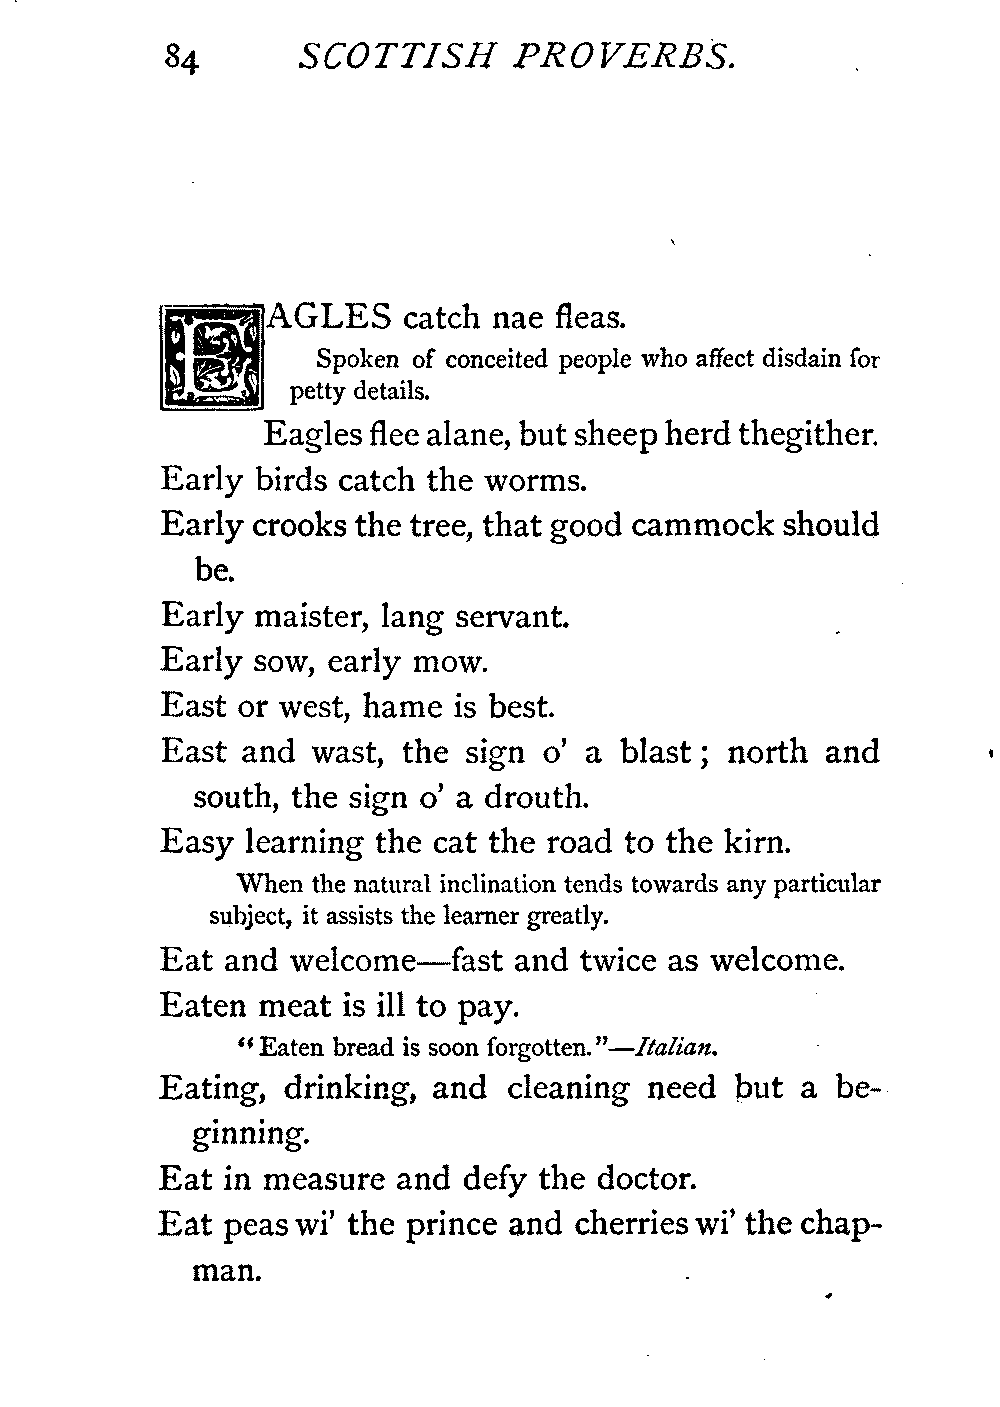 84 SCOTTISH PROVERBS.
EAGLES catch nae fleas.
Spoken of conceited people who affect disdain for
petty details.
Eagles flee alane, but sheep herd thegither.
Early birds catch the worms.
Early crooks the tree, that good cammock should
be.
Early maister, lang servant.
Early sow, early mow.
East or west, hame is best.
East and wast, the sign o' a blast; north and
south, the sign o' a drouth.
Easy learning the cat the road to the kirn.
When the natural inclination tends towards any particular
subject, it assists the learner greatly.
Eat and welcome—fast and twice as welcome.
Eaten meat is ill to pay.
"Eaten bread is soon forgotten."—Italian.
Eating, drinking, and cleaning need but a be-
ginning.
Eat in measure and defy the doctor.
Eat peas wi' the prince and cherries wi' the chap-
man.